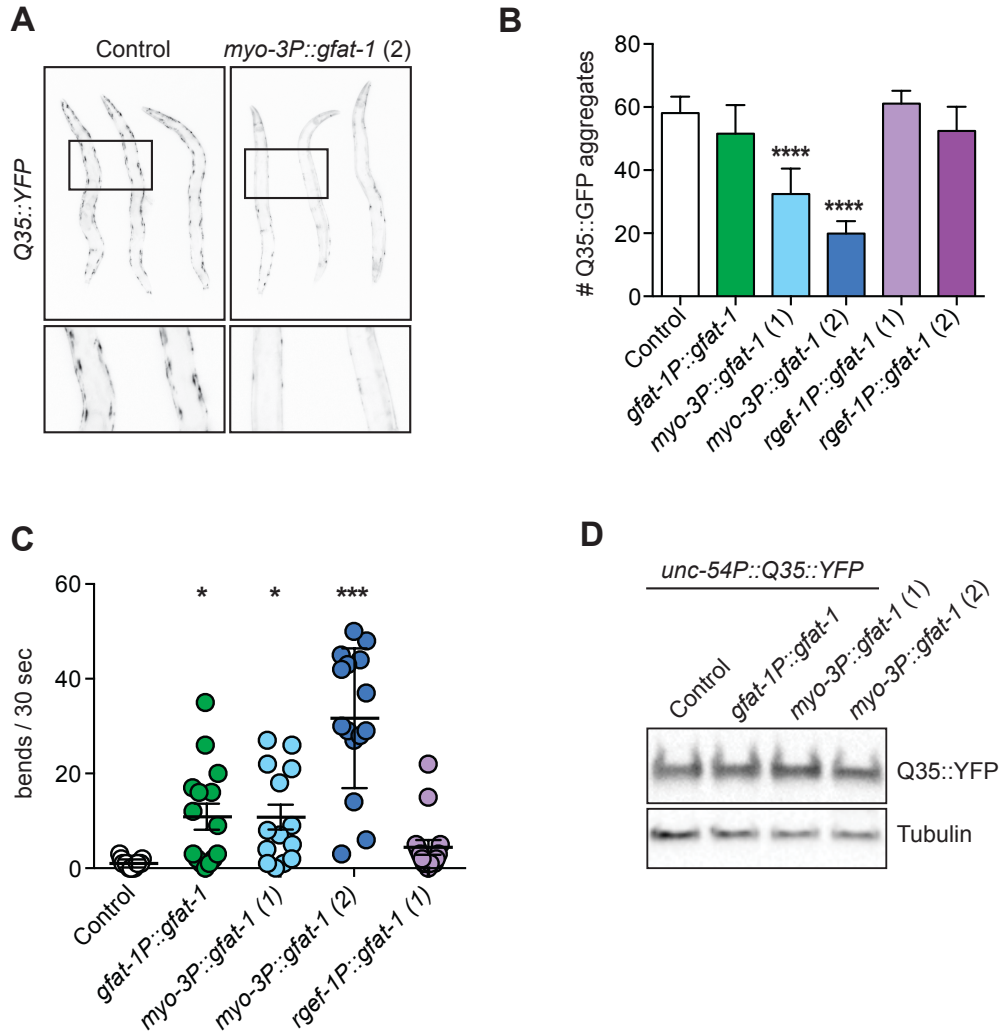 A
Control
myo-3P::gfat-1 (2)
Q35::YFP
B
# Q35::GFP aggregates
80
60
40
20
0
****
****
Control
gfat-1P::gfat-1
myo-3P::gfat-1 (1)
myo-3P::gfat-1 (2)
rgef-1P::gfat-1 (1)
rgef-1P::gfat-1 (2)
C
bends / 30 sec
60
40
20
0
*
*
***
Control
gfat-1P::gfat-1
myo-3P::gfat-1 (1)
myo-3P::gfat-1 (2)
rgef-1P::gfat-1 (1)
D
unc-54P::Q35::YFP
Control
gfat-1P::gfat-1
myo-3P::gfat-1 (1)
myo-3P::gfat-1 (2)
Q35::YFP
Tubulin